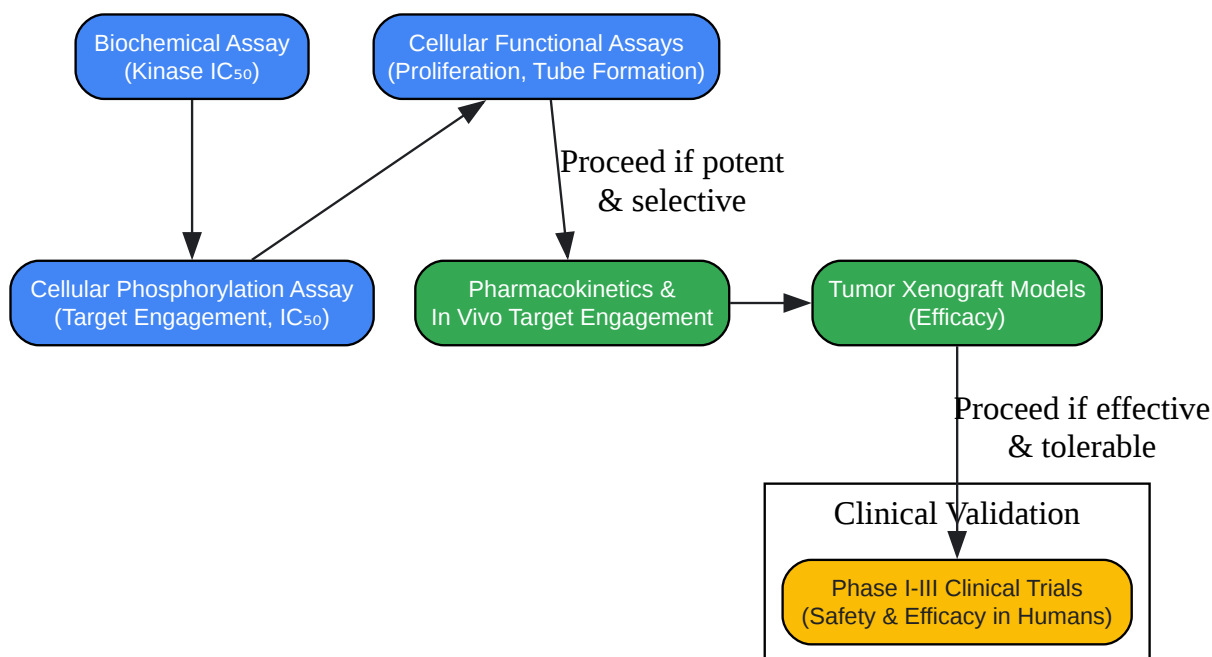 Biochemical Assay
(Kinase IC₅₀)
Cellular Functional Assays
(Proliferation, Tube Formation)
Proceed if potent
& selective
Cellular Phosphorylation Assay
(Target Engagement, IC₅₀)
Pharmacokinetics &
In Vivo Target Engagement
Tumor Xenograft Models
(Efficacy)
Proceed if effective
& tolerable
Clinical Validation
Phase I-III Clinical Trials
(Safety & Efficacy in Humans)